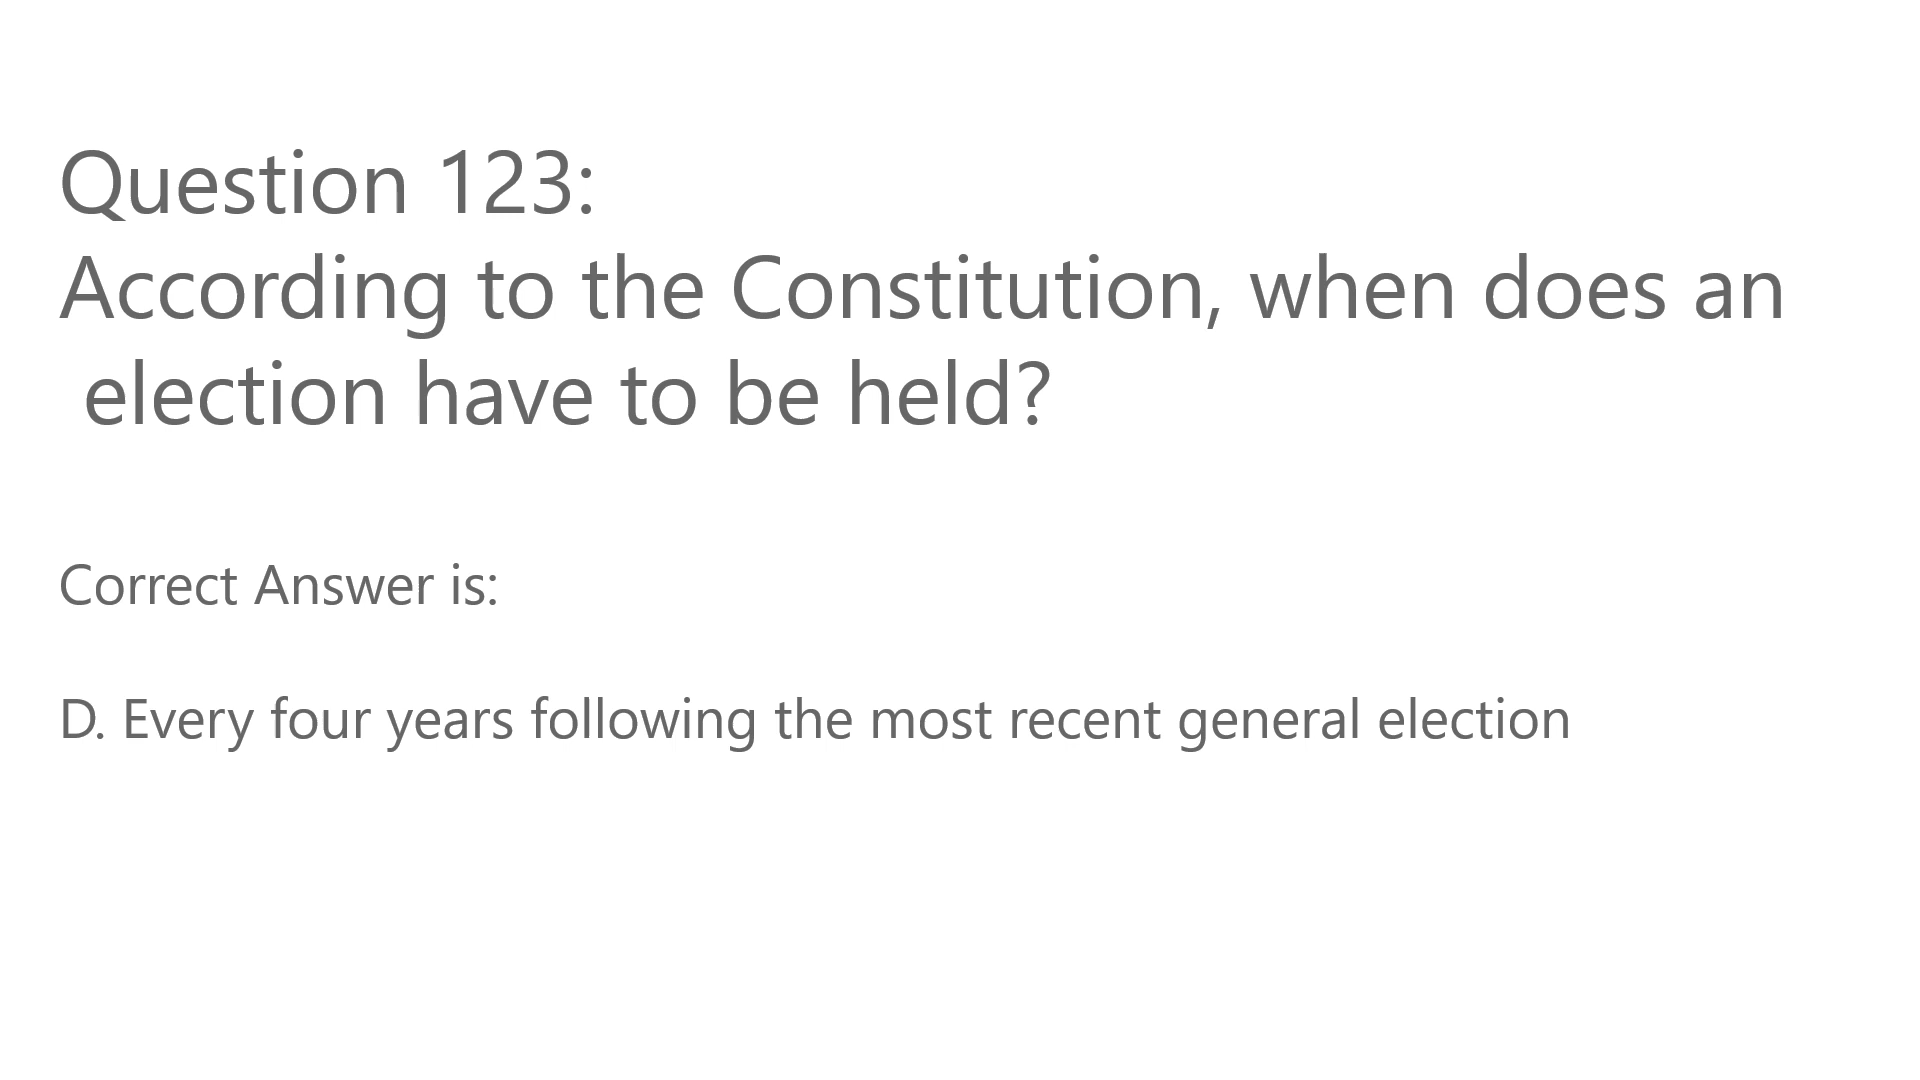 Question 123:
According to the Constitution, when does an
election have to be held?
Correct Answer is:
D. Every four years following the most recent general election